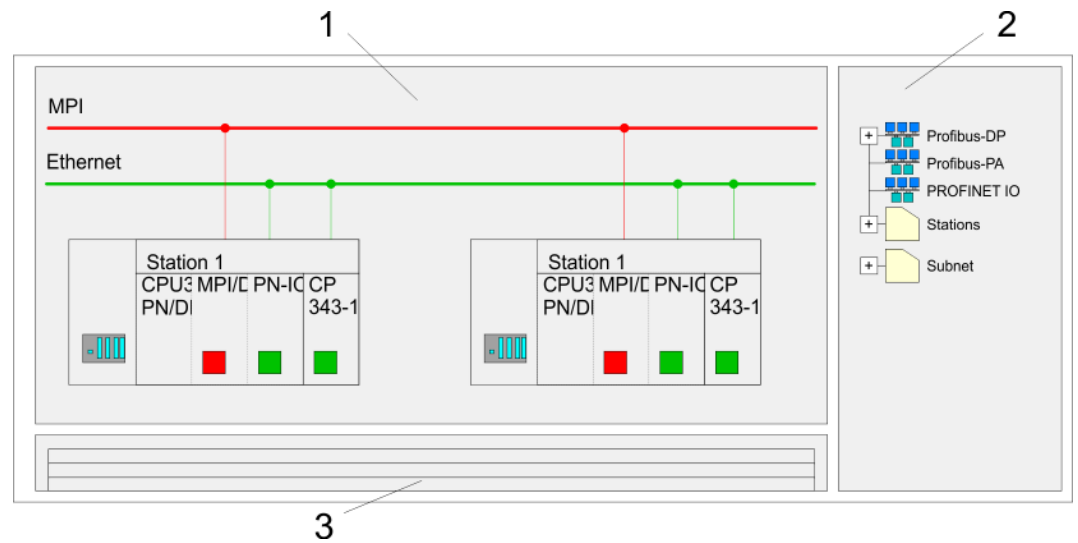 1
2
MPI
Ethernet
Profibus-DP
Profibus-PA
PROFINET IO
Stations
Subnet
Station 1
CPU3 MPI/D PN-IO CP
PN/DI 343-1
Station 1
CPU3 MPI/D PN-IO CP
PN/DI 343-1
3